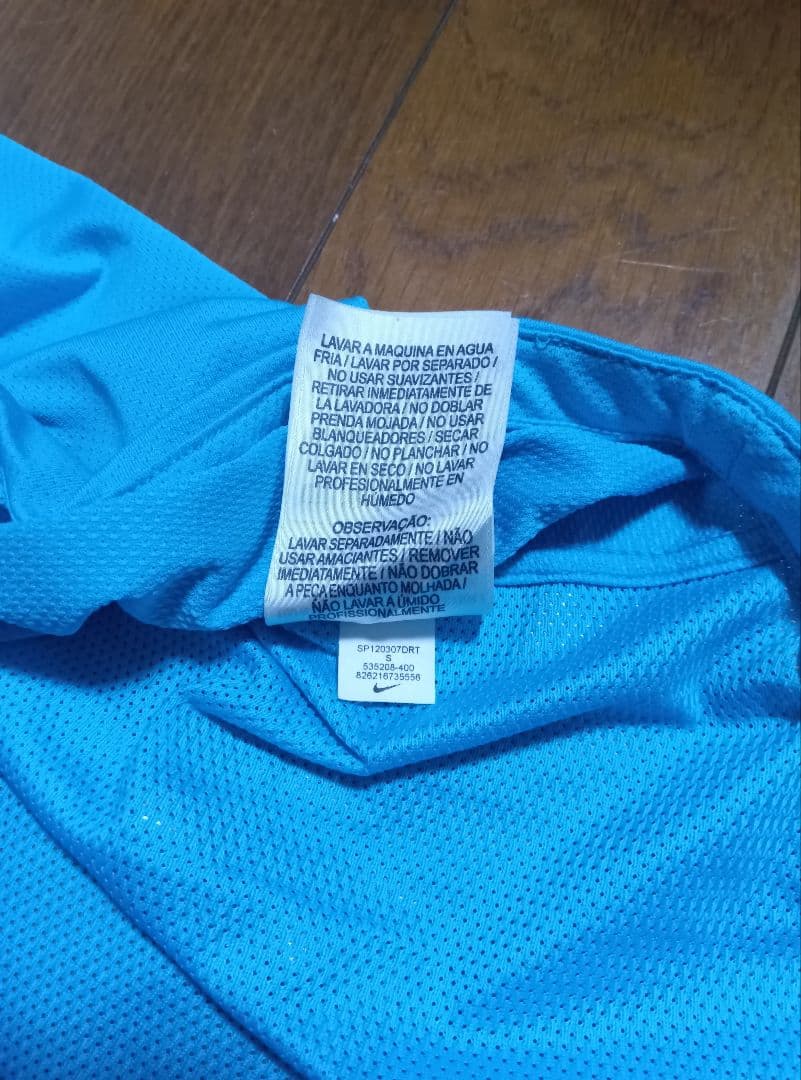 LAVAR A MAQUINA EN AGUA
FRIA / LAVAR POR SEPARADO /
NO USAR SUAVIZANTES /
RETIRAR INMEDIATAMENTE DE
LA LAVADORA / NO DOBLAR
PRENDA MOJADA / NO USAR
BLANQUEADORES / SECAR
COLGADO / NO PLANCHAR / NO
LAVAR EN SECO / NO LAVAR
PROFESIONALMENTE EN
HÚMEDO
OBSERVAÇÃO:
LAVAR SEPARADAMENTE / NÃO
USAR AMACIANTES / REMOVER
IMEDIATAMENTE / NÃO DOBRAR
A PEÇA ENQUANTO MOLHADA /
NÃO LAVAR A ÚMIDO
PROFISSIONALMENTE
SP120307DRT
S
535208-400
826216735556